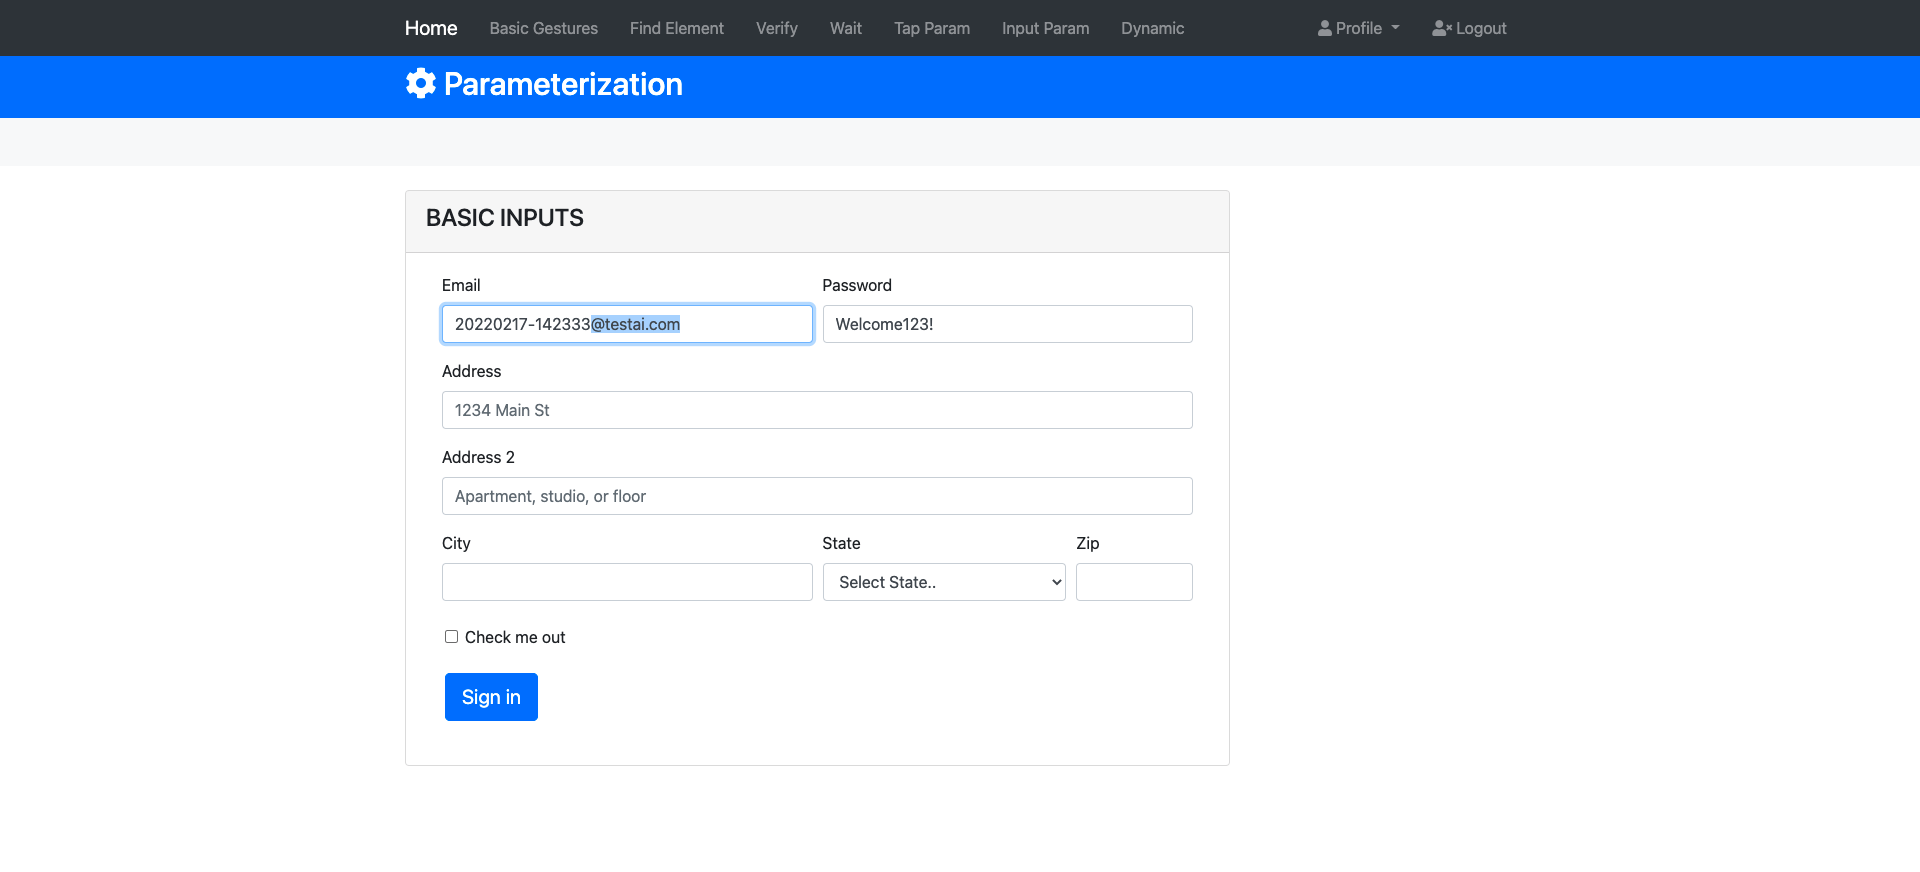 Home Basic Gestures Find Element Verify Wait Tap Param Input Param Dynamic Profile Logout
Parameterization
BASIC INPUTS
Email Password
20220217-142333@testai.com Welcome123!
Address
1234 Main St
Address 2
Apartment, studio, or floor
City State Zip
Select State..
Check me out
Sign in